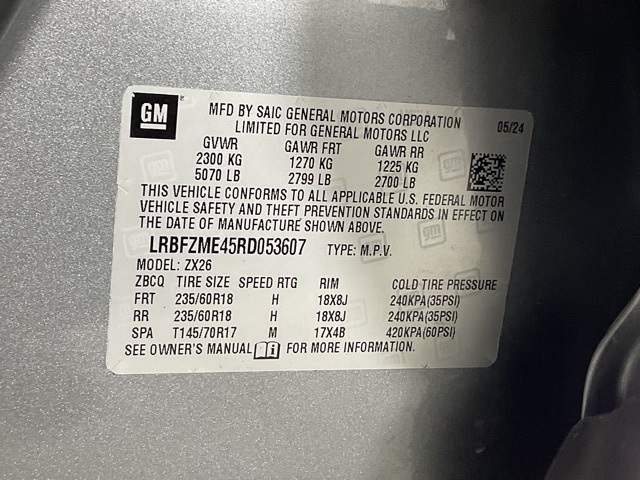 GM
MFD BY SAIC GENERAL MOTORS CORPORATION
LIMITED FOR GENERAL MOTORS LLC
05/24
GVWR GAWR FRT GAWR RR
2300 KG 1270 KG 1225 KG
5070 LB 2799 LB 2700 LB
THIS VEHICLE CONFORMS TO ALL APPLICABLE U.S. FEDERAL MOTOR
VEHICLE SAFETY AND THEFT PREVENTION STANDARDS IN EFFECT ON
THE DATE OF MANUFACTURE SHOWN ABOVE.
LRBFZME45RD053607 TYPE: M.P.V.
MODEL: ZX26
ZBCQ TIRE SIZE SPEED RTG RIM COLD TIRE PRESSURE
FRT 235/60R18 H 18X8J 240KPA(35PSI)
RR 235/60R18 H 18X8J 240KPA(35PSI)
SPA T145/70R17 M 17X4B 420KPA(60PSI)
SEE OWNER'S MANUAL FOR MORE INFORMATION.